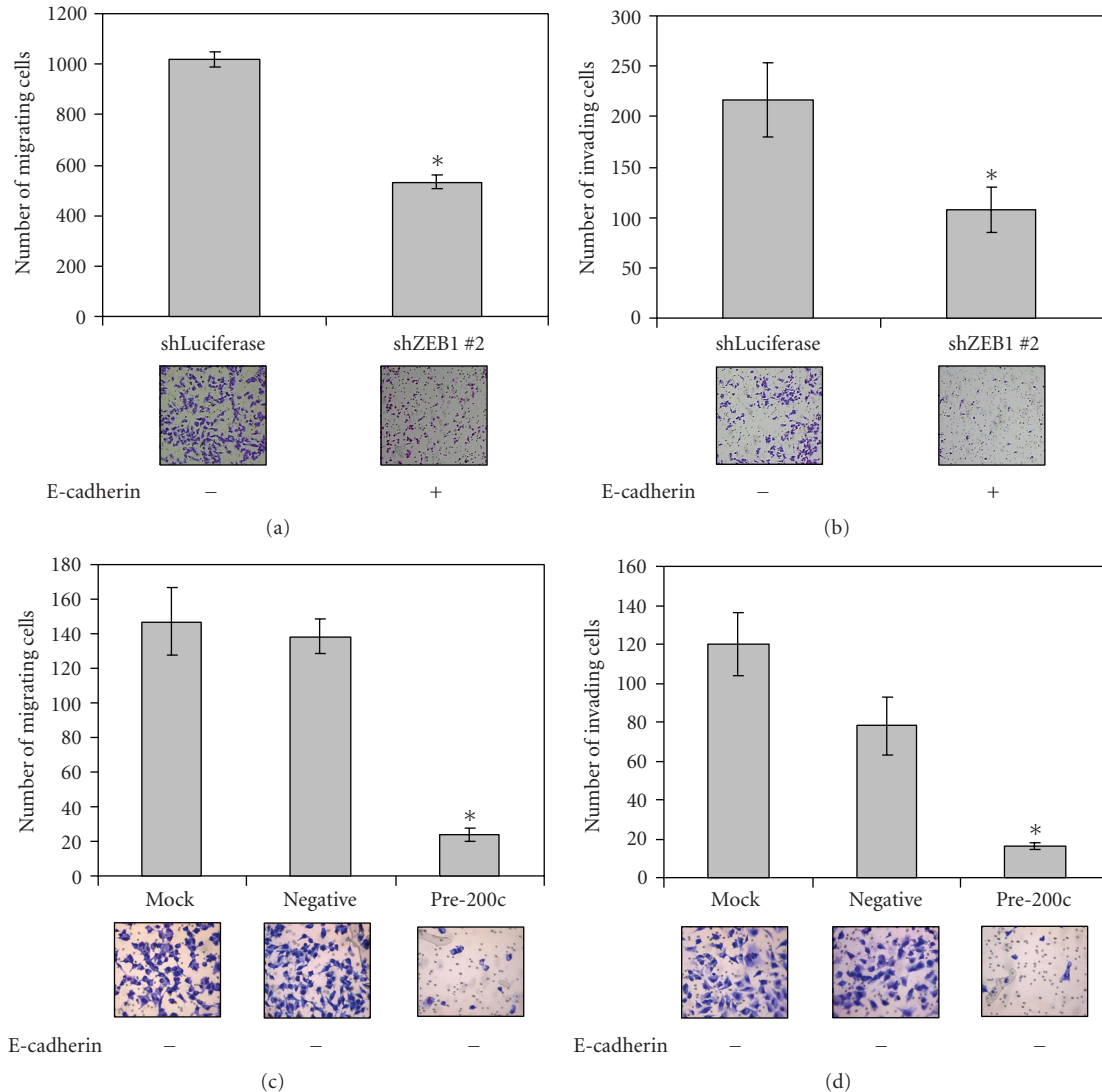 1200
1000
800
600
400
200
0
Number of migrating cells
*
shLuciferase shZEB1 #2
E-cadherin − +
(a)
300
250
200
150
100
50
0
Number of invading cells
*
shLuciferase shZEB1 #2
E-cadherin − +
(b)
180
160
140
120
100
80
60
40
20
0
Number of migrating cells
*
Mock Negative Pre-200c
E-cadherin − − −
(c)
160
140
120
100
80
60
40
20
0
Number of invading cells
*
Mock Negative Pre-200c
E-cadherin − − −
(d)